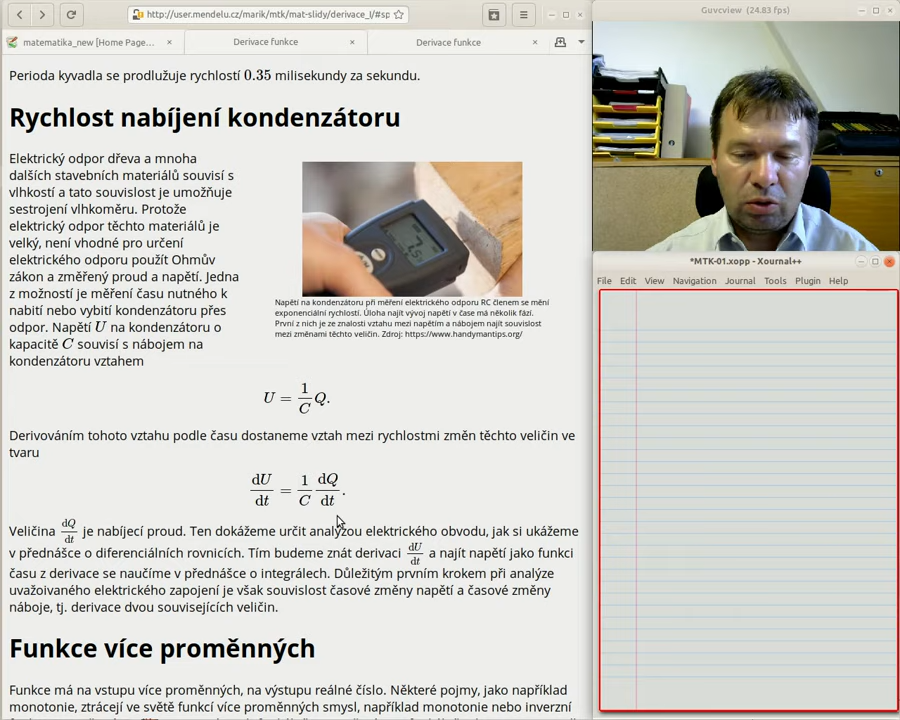 http://user.mendelu.cz/marik/mtk/mat-slidy/derivace_I/#sp
Guvcview (24.83 fps)
matematika_new [Home Page...
Derivace funkce
Derivace funkce
Perioda kyvadla se prodlužuje rychlostí 0.35 milisekundy za sekundu.
Rychlost nabíjení kondenzátoru
Elektrický odpor dřeva a mnoha
dalších stavebních materiálů souvisí s
vlhkostí a tato souvislost je umožňuje
sestrojení vlhkoměru. Protože
elektrický odpor těchto materiálů je
velký, není vhodné pro určení
elektrického odporu použít Ohmův
zákon a změřený proud a napětí. Jedna
z možností je měření času nutného k
nabití nebo vybití kondenzátoru přes
odpor. Napětí U na kondenzátoru o
kapacitě C souvisí s nábojem na
kondenzátoru vztahem
Napětí na kondenzátoru při měření elektrického odporu RC členem se mění
exponenciální rychlostí. Úloha najít vývoj napětí v čase má několik fází.
První z nich je ze znalosti vztahu mezi napětím a nábojem najít souvislost
mezi změnami těchto veličin. Zdroj: https://www.handymantips.org/
U = 1/C Q.
Derivováním tohoto vztahu podle času dostaneme vztah mezi rychlostmi změn těchto veličin ve
tvaru
dU/dt = 1/C dQ/dt.
Veličina dQ/dt je nabíjecí proud. Ten dokážeme určit analýzou elektrického obvodu, jak si ukážeme
v přednášce o diferenciálních rovnicích. Tím budeme znát derivaci dU/dt a najít napětí jako funkci
času z derivace se naučíme v přednášce o integrálech. Důležitým prvním krokem při analýze
uvažoivaného elektrického zapojení je však souvislost časové změny napětí a časové změny
náboje, tj. derivace dvou souvisejících veličin.
Funkce více proměnných
Funkce má na vstupu více proměnných, na výstupu reálné číslo. Některé pojmy, jako například
monotonie, ztrácejí ve světě funkcí více proměnných smysl, například monotonie nebo inverzní
*MTK-01.xopp - Xournal++
File Edit View Navigation Journal Tools Plugin Help